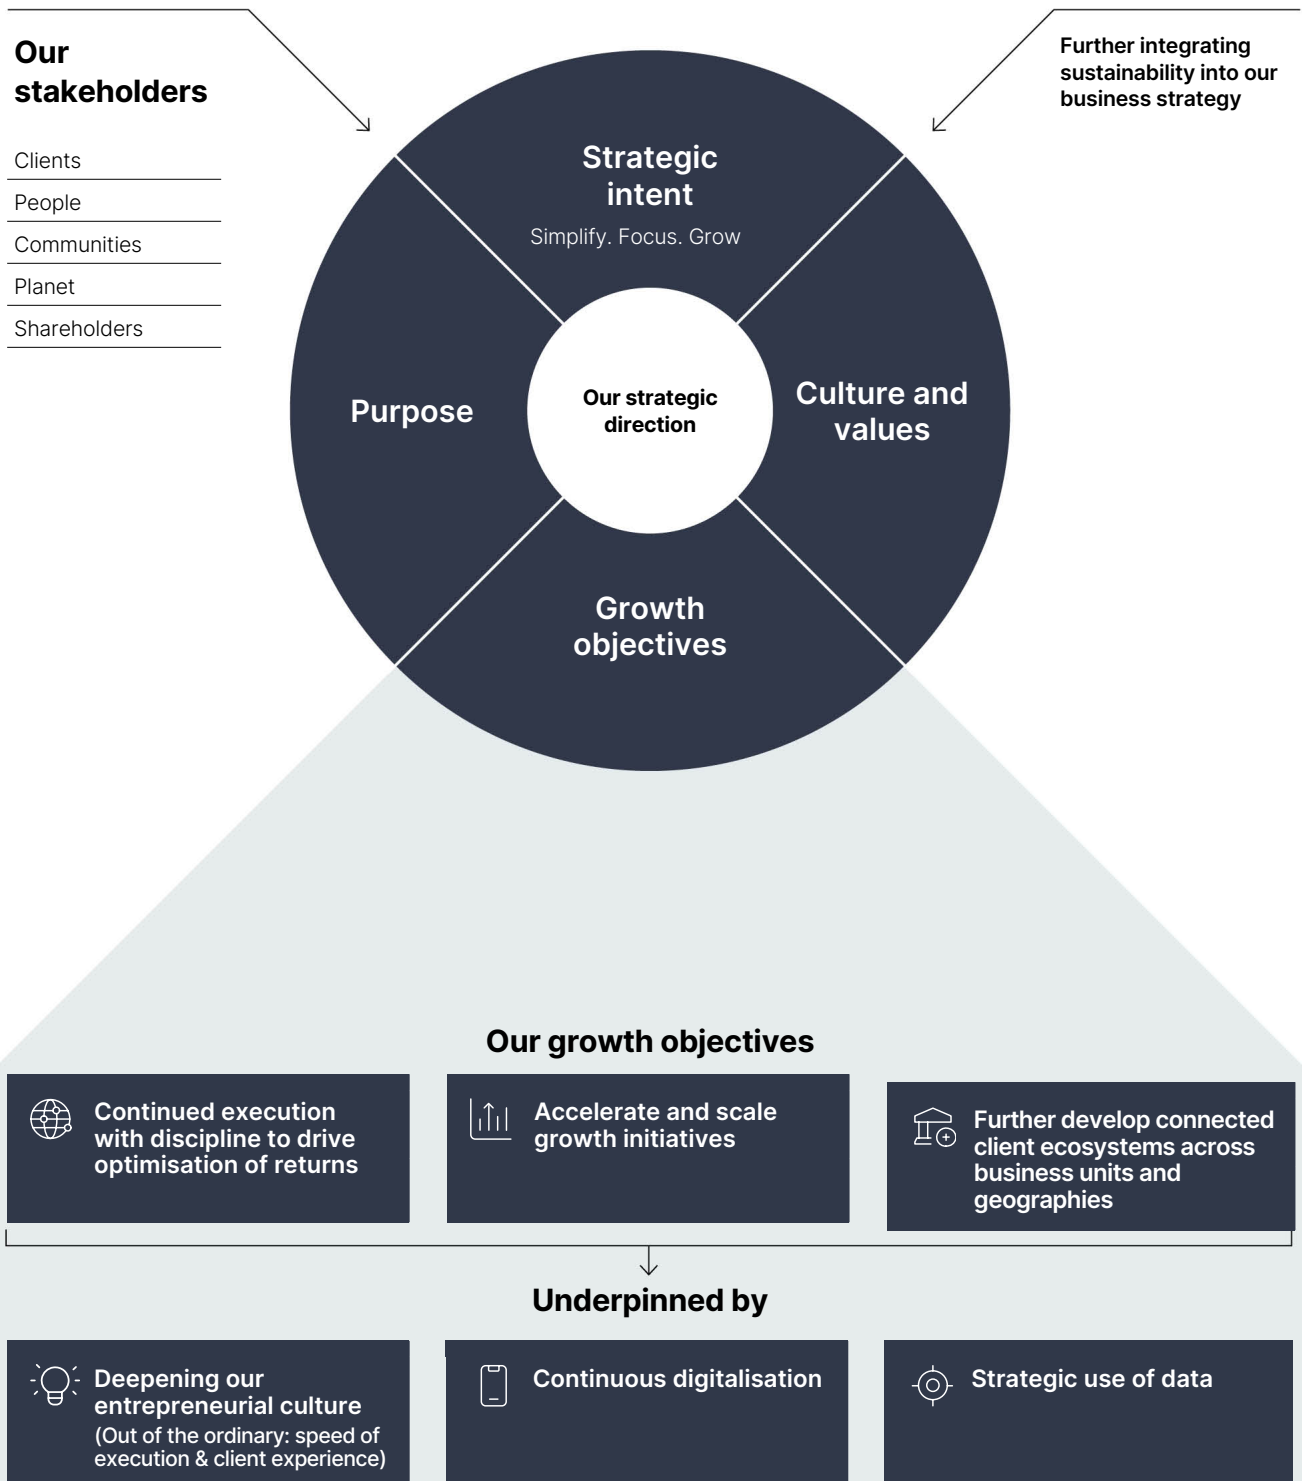 Our
stakeholders
Clients
People
Communities
Planet
Shareholders
Further integrating
sustainability into our
business strategy
Strategic
intent
Simplify. Focus. Grow
Purpose
Our strategic
direction
Culture and
values
Growth
objectives
Our growth objectives
Continued execution
with discipline to drive
optimisation of returns
Accelerate and scale
growth initiatives
Further develop connected
client ecosystems across
business units and
geographies
Underpinned by
Deepening our
entrepreneurial culture
(Out of the ordinary: speed of
execution & client experience)
Continuous digitalisation
Strategic use of data